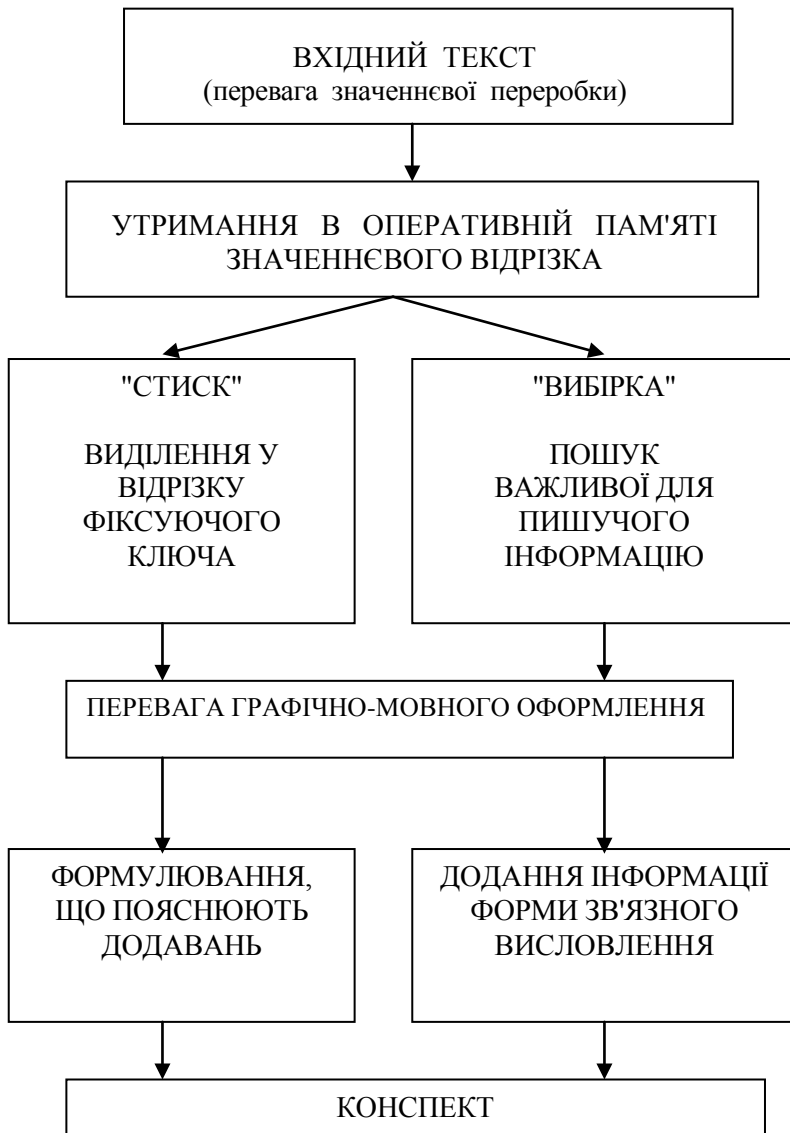 ВХІДНИЙ ТЕКСТ
(перевага значеннєвої переробки)
УТРИМАННЯ В ОПЕРАТИВНІЙ ПАМ'ЯТІ
ЗНАЧЕННЄВОГО ВІДРІЗКА
"СТИСК"
ВИДІЛЕННЯ У
ВІДРІЗКУ
ФІКСУЮЧОГО
КЛЮЧА
"ВИБІРКА"
ПОШУК
ВАЖЛИВОЇ ДЛЯ
ПИШУЧОГО
ІНФОРМАЦІЮ
ПЕРЕВАГА ГРАФІЧНО-МОВНОГО ОФОРМЛЕННЯ
ФОРМУЛЮВАННЯ,
ЩО ПОЯСНЮЮТЬ
ДОДАВАНЬ
ДОДАННЯ ІНФОРМАЦІЇ
ФОРМИ ЗВ'ЯЗНОГО
ВИСЛОВЛЕННЯ
КОНСПЕКТ